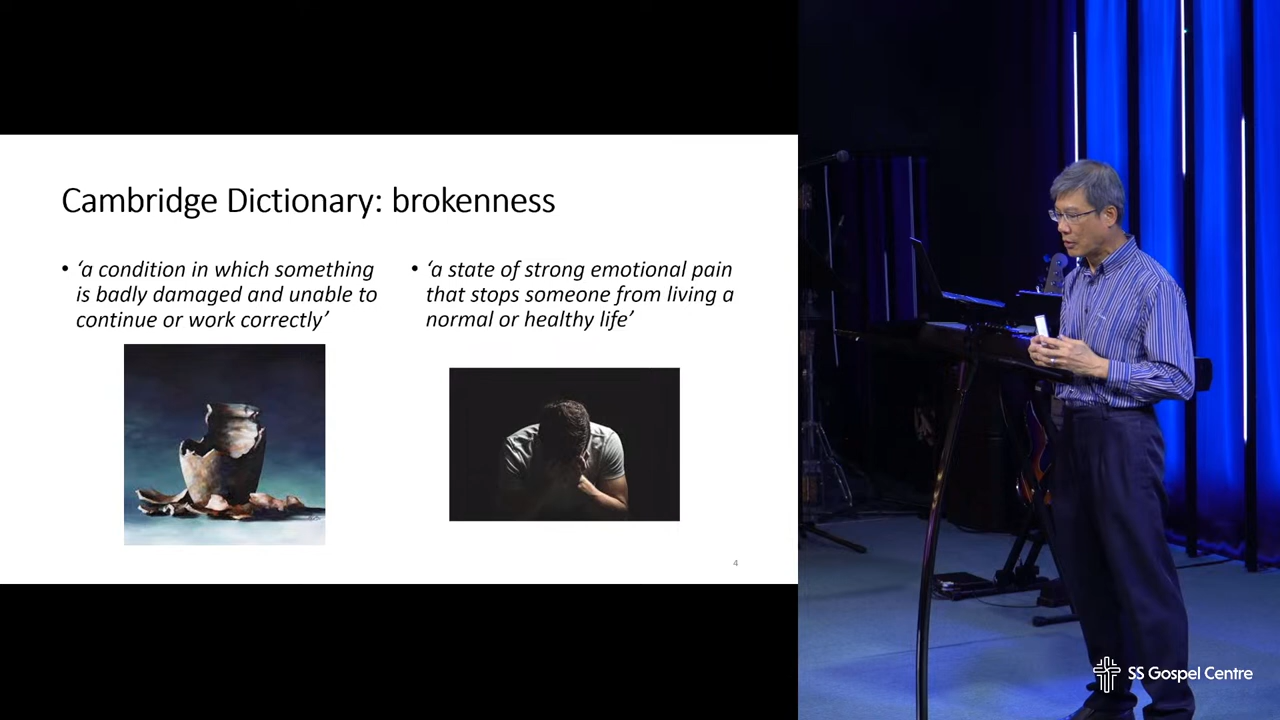 Cambridge Dictionary: brokenness
• ‘a condition in which something
is badly damaged and unable to
continue or work correctly’
• ‘a state of strong emotional pain
that stops someone from living a
normal or healthy life’
4
SS Gospel Centre